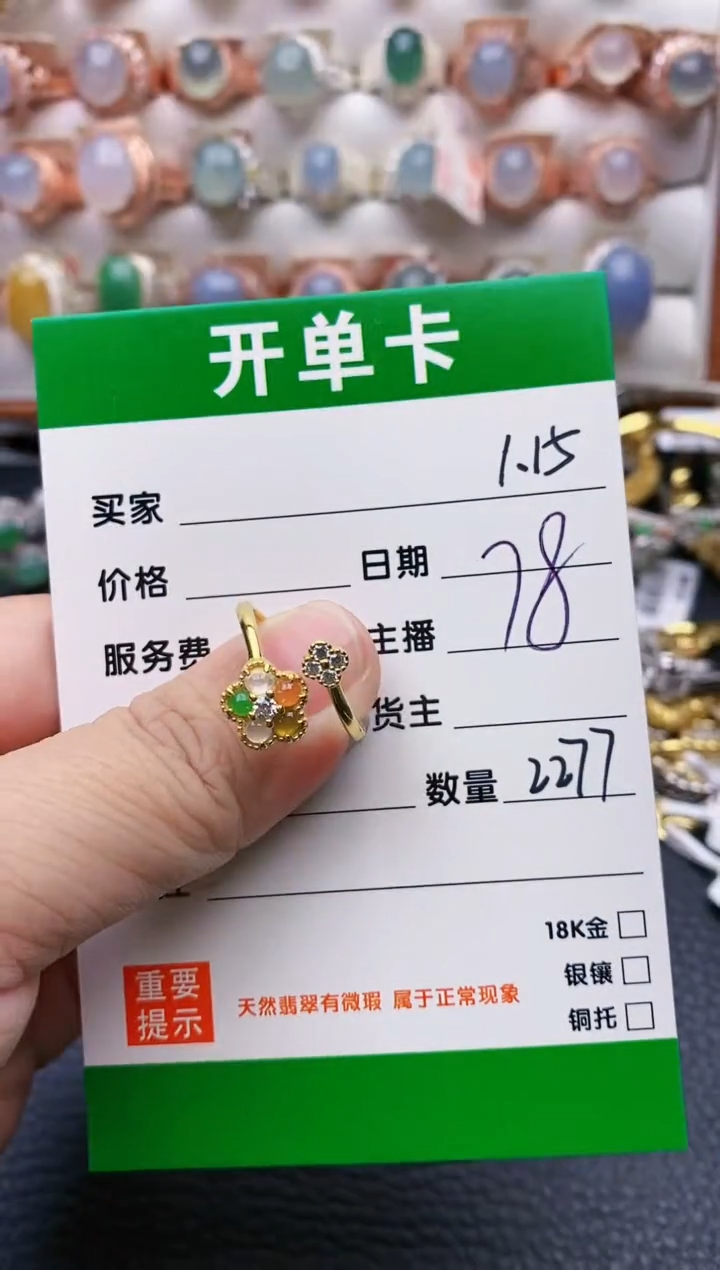 开单卡
1.15
买家
价格 日期
78
服务费 主播
货主
数量 2277
18K金
银镶
铜托
重要
提示
天然翡翠有微瑕 属于正常现象